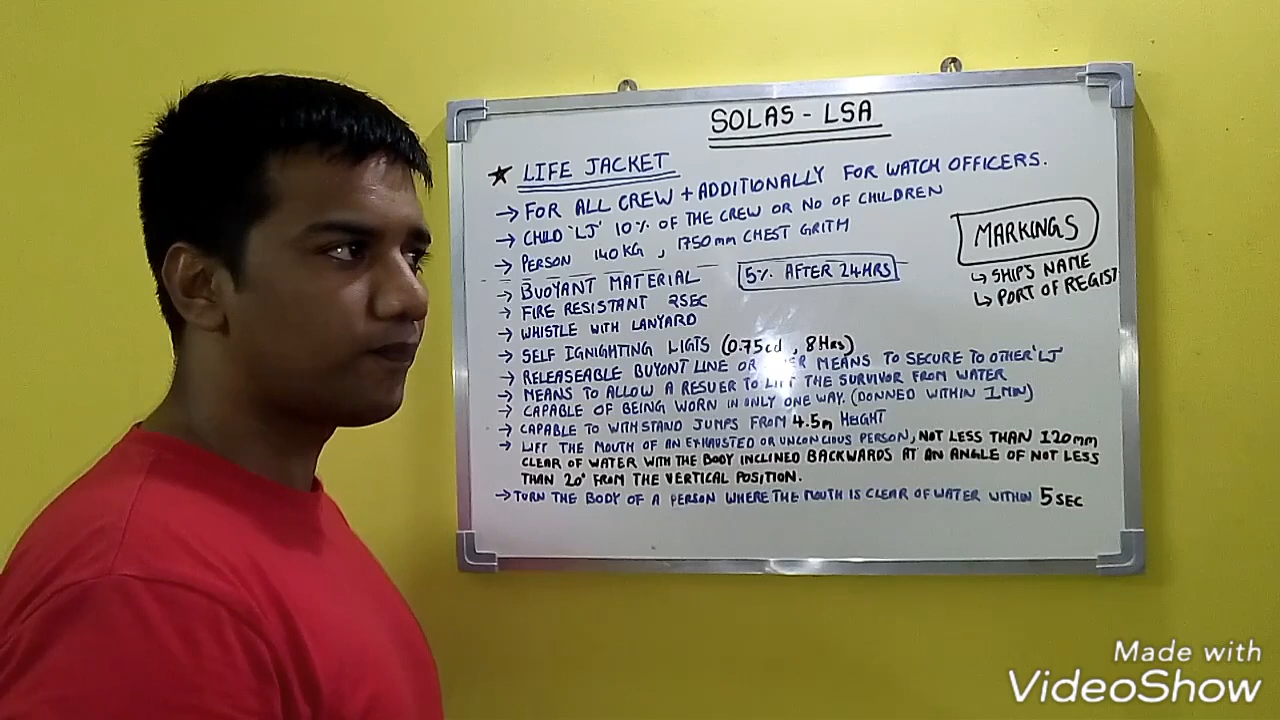 SOLAS - LSA
★ LIFE JACKET
→ FOR ALL CREW + ADDITIONALLY FOR WATCH OFFICERS.
→ CHILD 'LJ' 10% OF THE CREW OR NO OF CHILDREN
→ PERSON 140KG, 1750mm CHEST GRITH
→ BUOYANT MATERIAL 5% AFTER 24HRS
→ FIRE RESISTANT 2SEC
→ WHISTLE WITH LANYARD
→ SELF IGNIGHTING LIGTS (0.75cd, 8Hrs)
→ RELEASEABLE BUYONT LINE OR MEANS TO SECURE TO OTHER 'LJ'
→ MEANS TO ALLOW A RESUER TO LIFT THE SURVIVOR FROM WATER
→ CAPABLE OF BEING WORN IN ONLY ONE WAY. (DONNED WITHIN 1MIN)
→ CAPABLE TO WITHSTAND JUMPS FROM 4.5m HEIGHT
→ LIFT THE MOUTH OF AN EXHAUSTED OR UNCONCIOUS PERSON, NOT LESS THAN 120mm
CLEAR OF WATER WITH THE BODY INCLINED BACKWARDS AT AN ANGLE OF NOT LESS
THAN 20° FROM THE VERTICAL POSITION.
→ TURN THE BODY OF A PERSON WHERE THE MOUTH IS CLEAR OF WATER WITHIN 5SEC
MARKINGS
↳ SHIPS NAME
↳ PORT OF REGIST
Made with
VideoShow